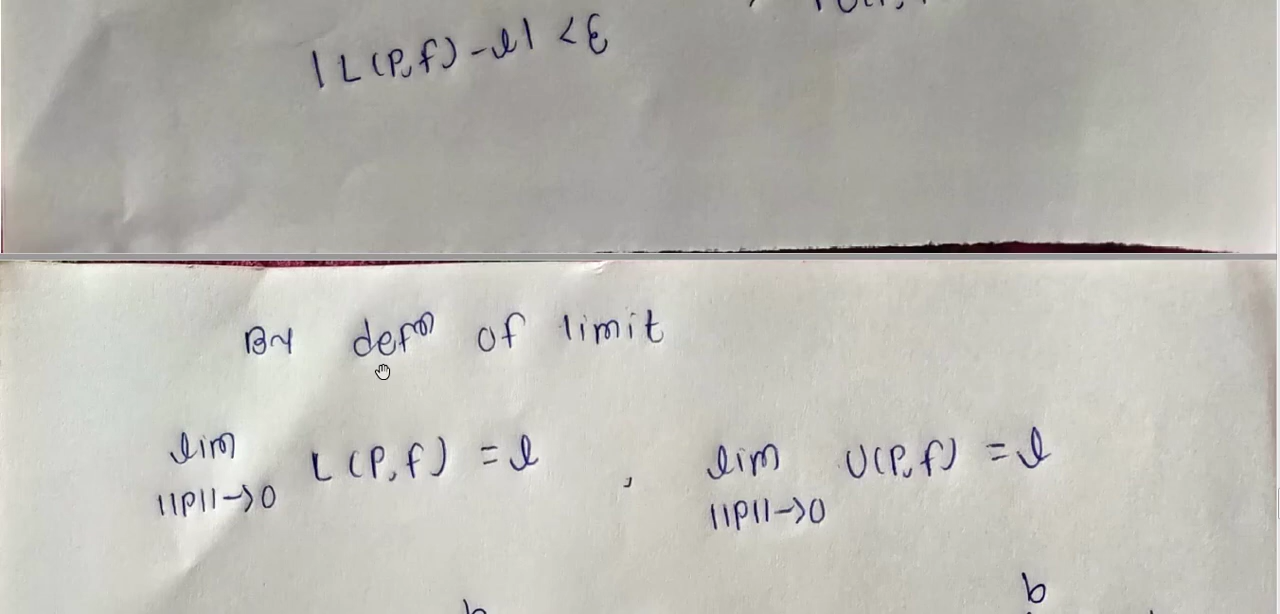 |L(P,f)-l| <ε
By defn of limit
lim L(P,f) = l , lim U(P,f) = l
||P||->0 ||P||->0
b b